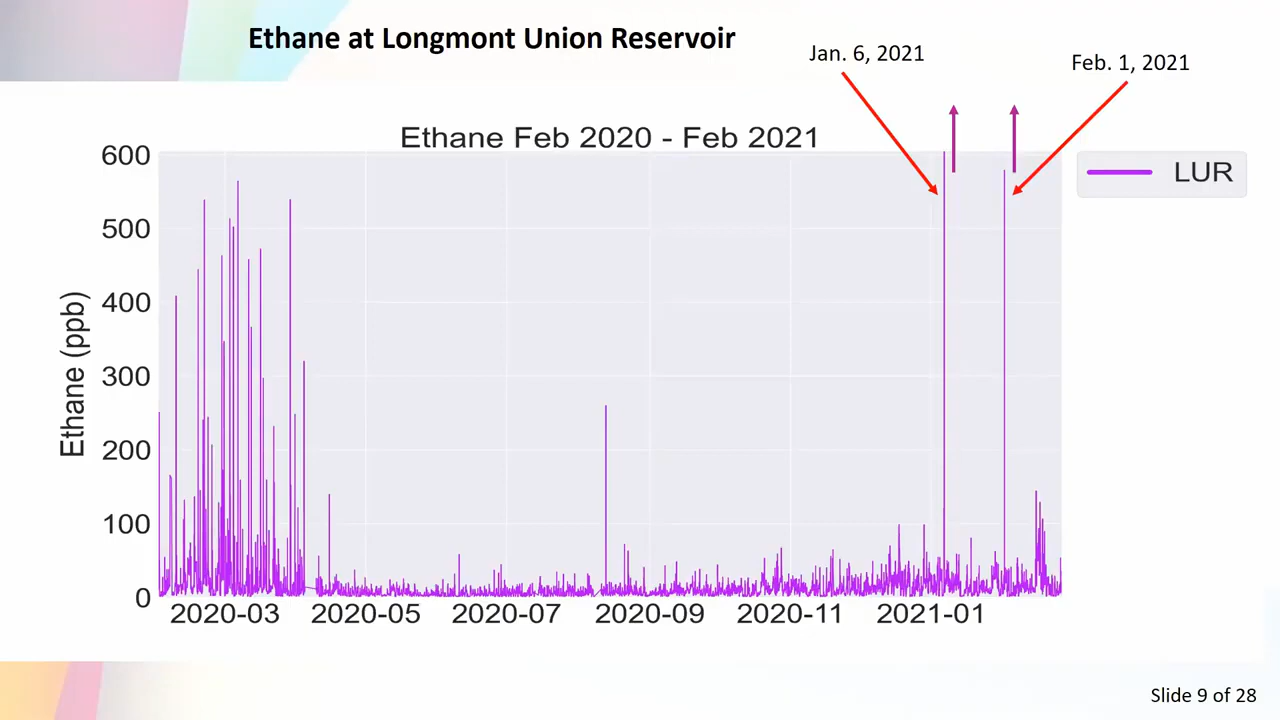 Ethane at Longmont Union Reservoir
Jan. 6, 2021
Feb. 1, 2021
Ethane Feb 2020 - Feb 2021
LUR
Ethane (ppb)
600
500
400
300
200
100
0
2020-03 2020-05 2020-07 2020-09 2020-11 2021-01
Slide 9 of 28